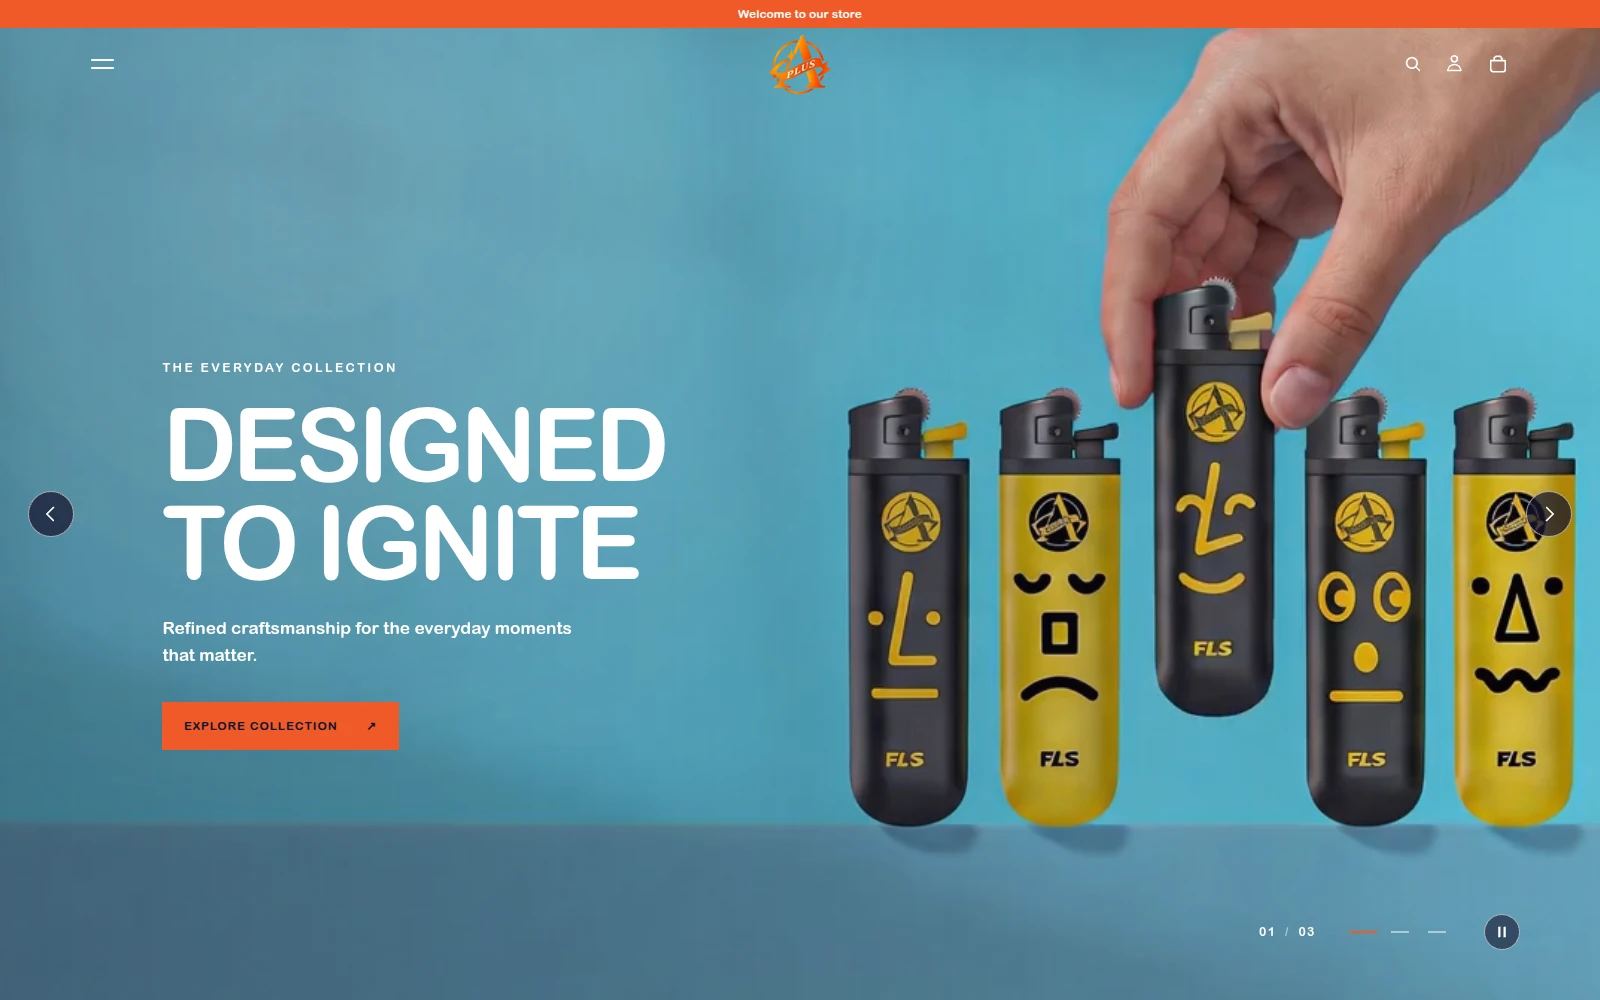 Welcome to our store
PLUS
THE EVERYDAY COLLECTION
DESIGNED
TO IGNITE
Refined craftsmanship for the everyday moments
that matter.
EXPLORE COLLECTION ↗
FLS
FLS
FLS
FLS
FLS
01 / 03